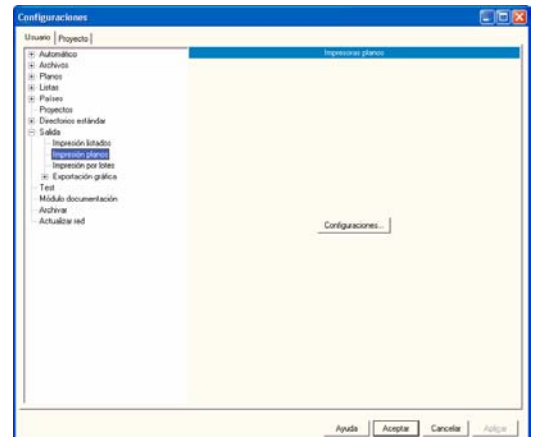 Configuraciones
Usuario Proyecto
Automático
Archivos
Planos
Listas
Países
Proyectos
Directorios estándar
Salida
Impresión listados
Impresión planos
Impresión por lotes
Exportación gráfica
Test
Módulo documentación
Archivar
Actualizar red
Impresoras planos
Configuraciones...
Ayuda Aceptar Cancelar Aplicar